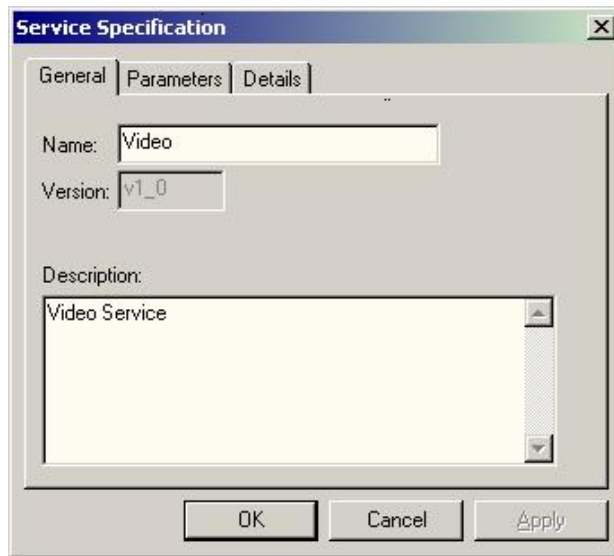 Service Specification
General Parameters Details
Name: Video
Version: v1_0
Description:
Video Service
OK Cancel Apply